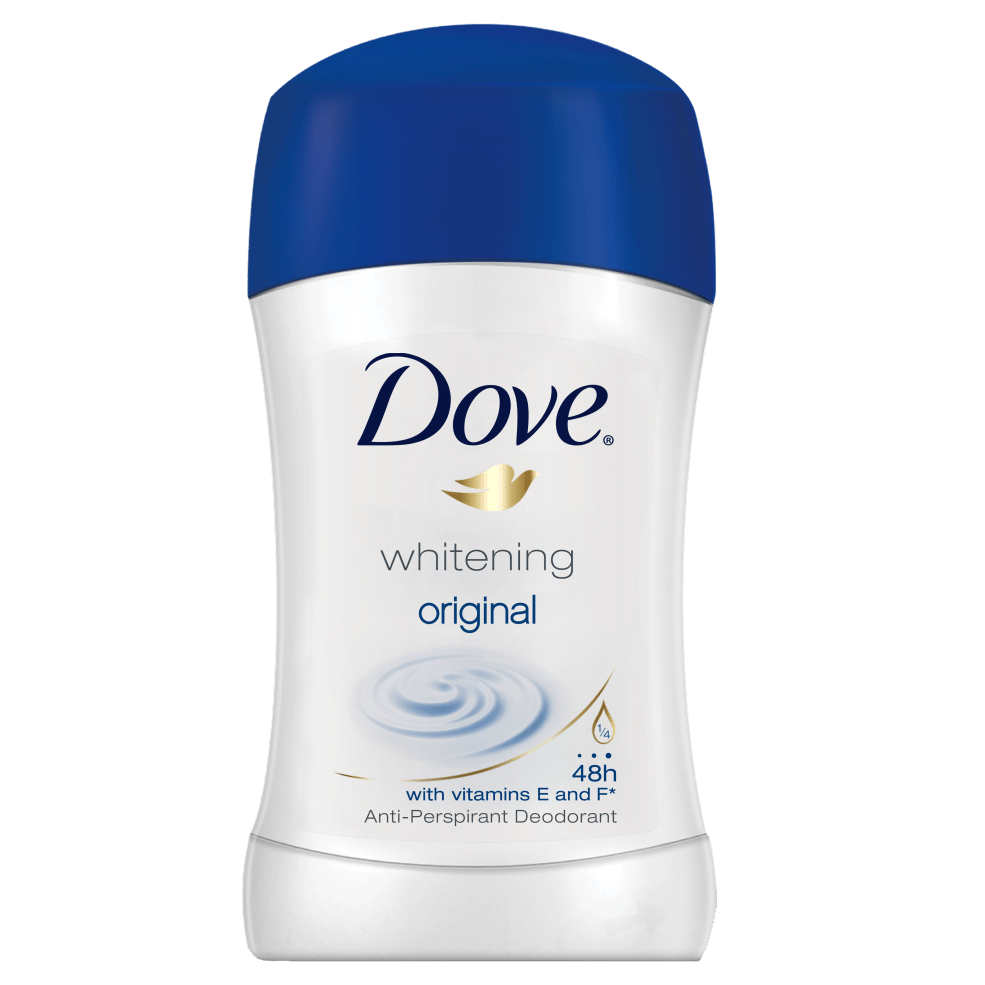 Dove®
whitening
original
1/4
48h
with vitamins E and F*
Anti-Perspirant Deodorant